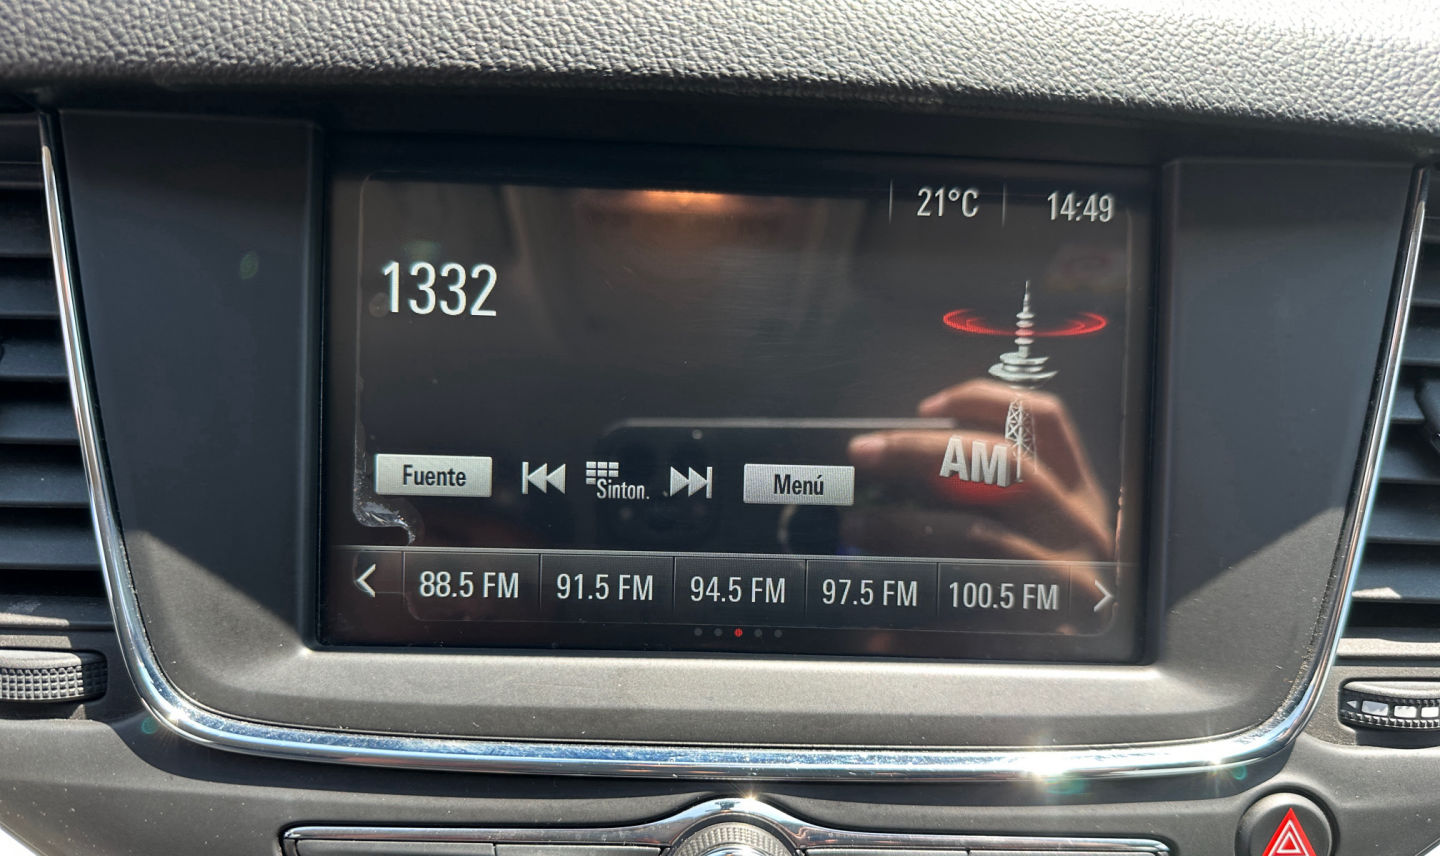 21°C 14:49
1332
AM
Fuente Sinton. Menú
88.5 FM 91.5 FM 94.5 FM 97.5 FM 100.5 FM